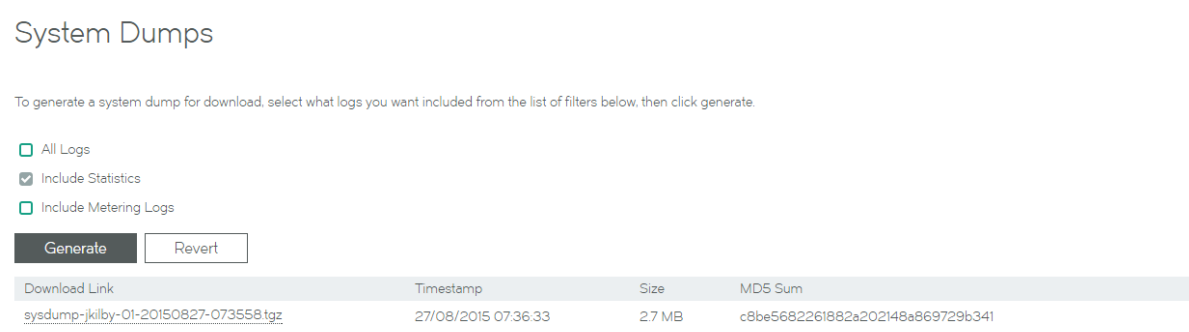 System Dumps
To generate a system dump for download, select what logs you want included from the list of filters below, then click generate.
All Logs
Include Statistics
Include Metering Logs
Generate Revert
Download Link Timestamp Size MD5 Sum
sysdump-jkilby-01-20150827-073558.tgz 27/08/2015 07:36:33 2.7 MB c8be5682261882a202148a869729b341